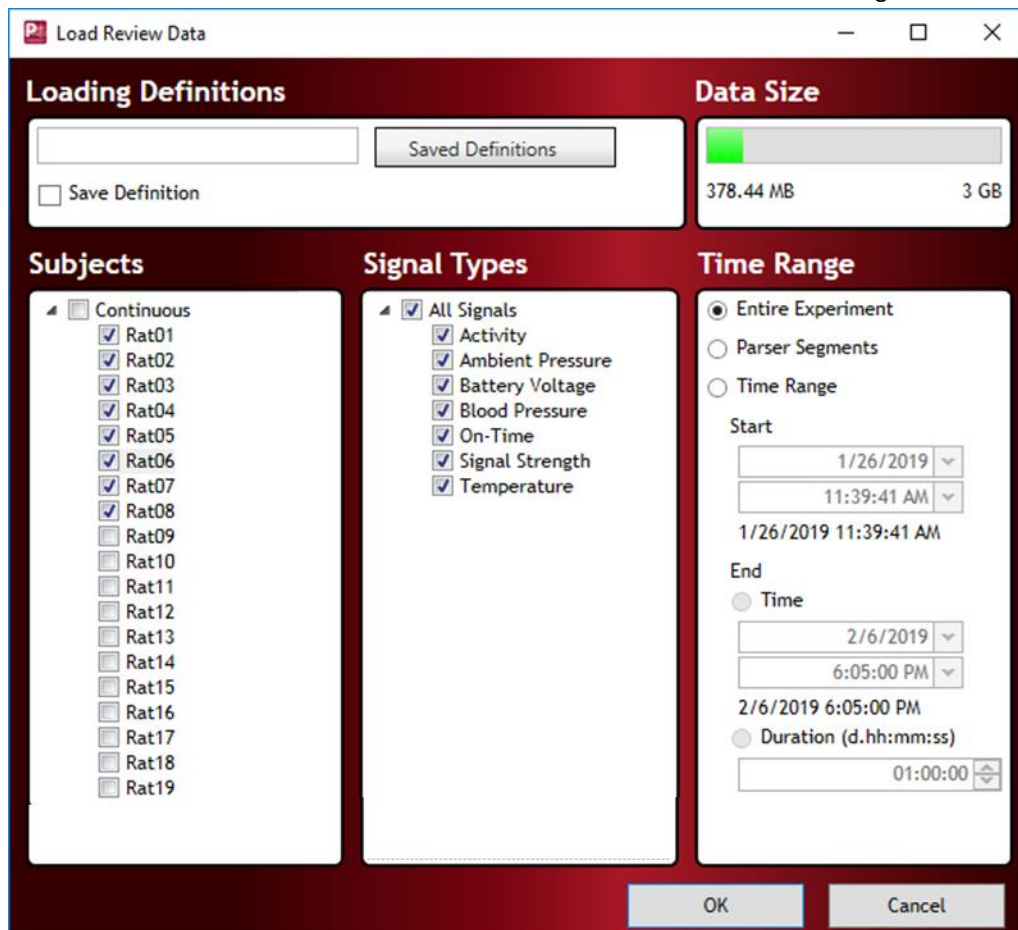 Load Review Data
Loading Definitions
Saved Definitions
Save Definition
Data Size
378.44 MB 3 GB
Subjects
Continuous
Rat01
Rat02
Rat03
Rat04
Rat05
Rat06
Rat07
Rat08
Rat09
Rat10
Rat11
Rat12
Rat13
Rat14
Rat15
Rat16
Rat17
Rat18
Rat19
Signal Types
All Signals
Activity
Ambient Pressure
Battery Voltage
Blood Pressure
On-Time
Signal Strength
Temperature
Time Range
Entire Experiment
Parser Segments
Time Range
Start
1/26/2019
11:39:41 AM
1/26/2019 11:39:41 AM
End
Time
2/6/2019
6:05:00 PM
2/6/2019 6:05:00 PM
Duration (d.hh:mm:ss)
01:00:00
OK
Cancel